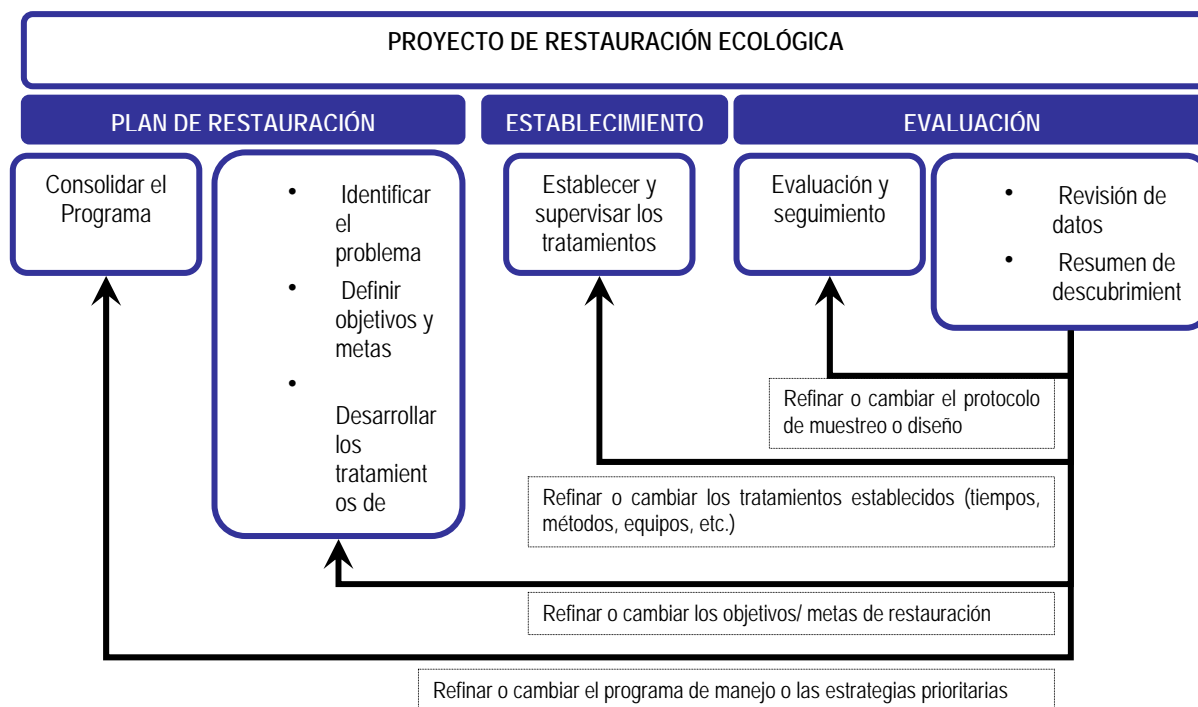 PROYECTO DE RESTAURACIÓN ECOLÓGICA
PLAN DE RESTAURACIÓN
ESTABLECIMIENTO
EVALUACIÓN
Consolidar el
Programa
• Identificar
el
problema
• Definir
objetivos y
metas
•
Desarrollar
los
tratamient
os de
Establecer y
supervisar los
tratamientos
Evaluación y
seguimiento
• Revisión de
datos
• Resumen de
descubrimient
Refinar o cambiar el protocolo
de muestreo o diseño
Refinar o cambiar los tratamientos establecidos (tiempos,
métodos, equipos, etc.)
Refinar o cambiar los objetivos/ metas de restauración
Refinar o cambiar el programa de manejo o las estrategias prioritarias